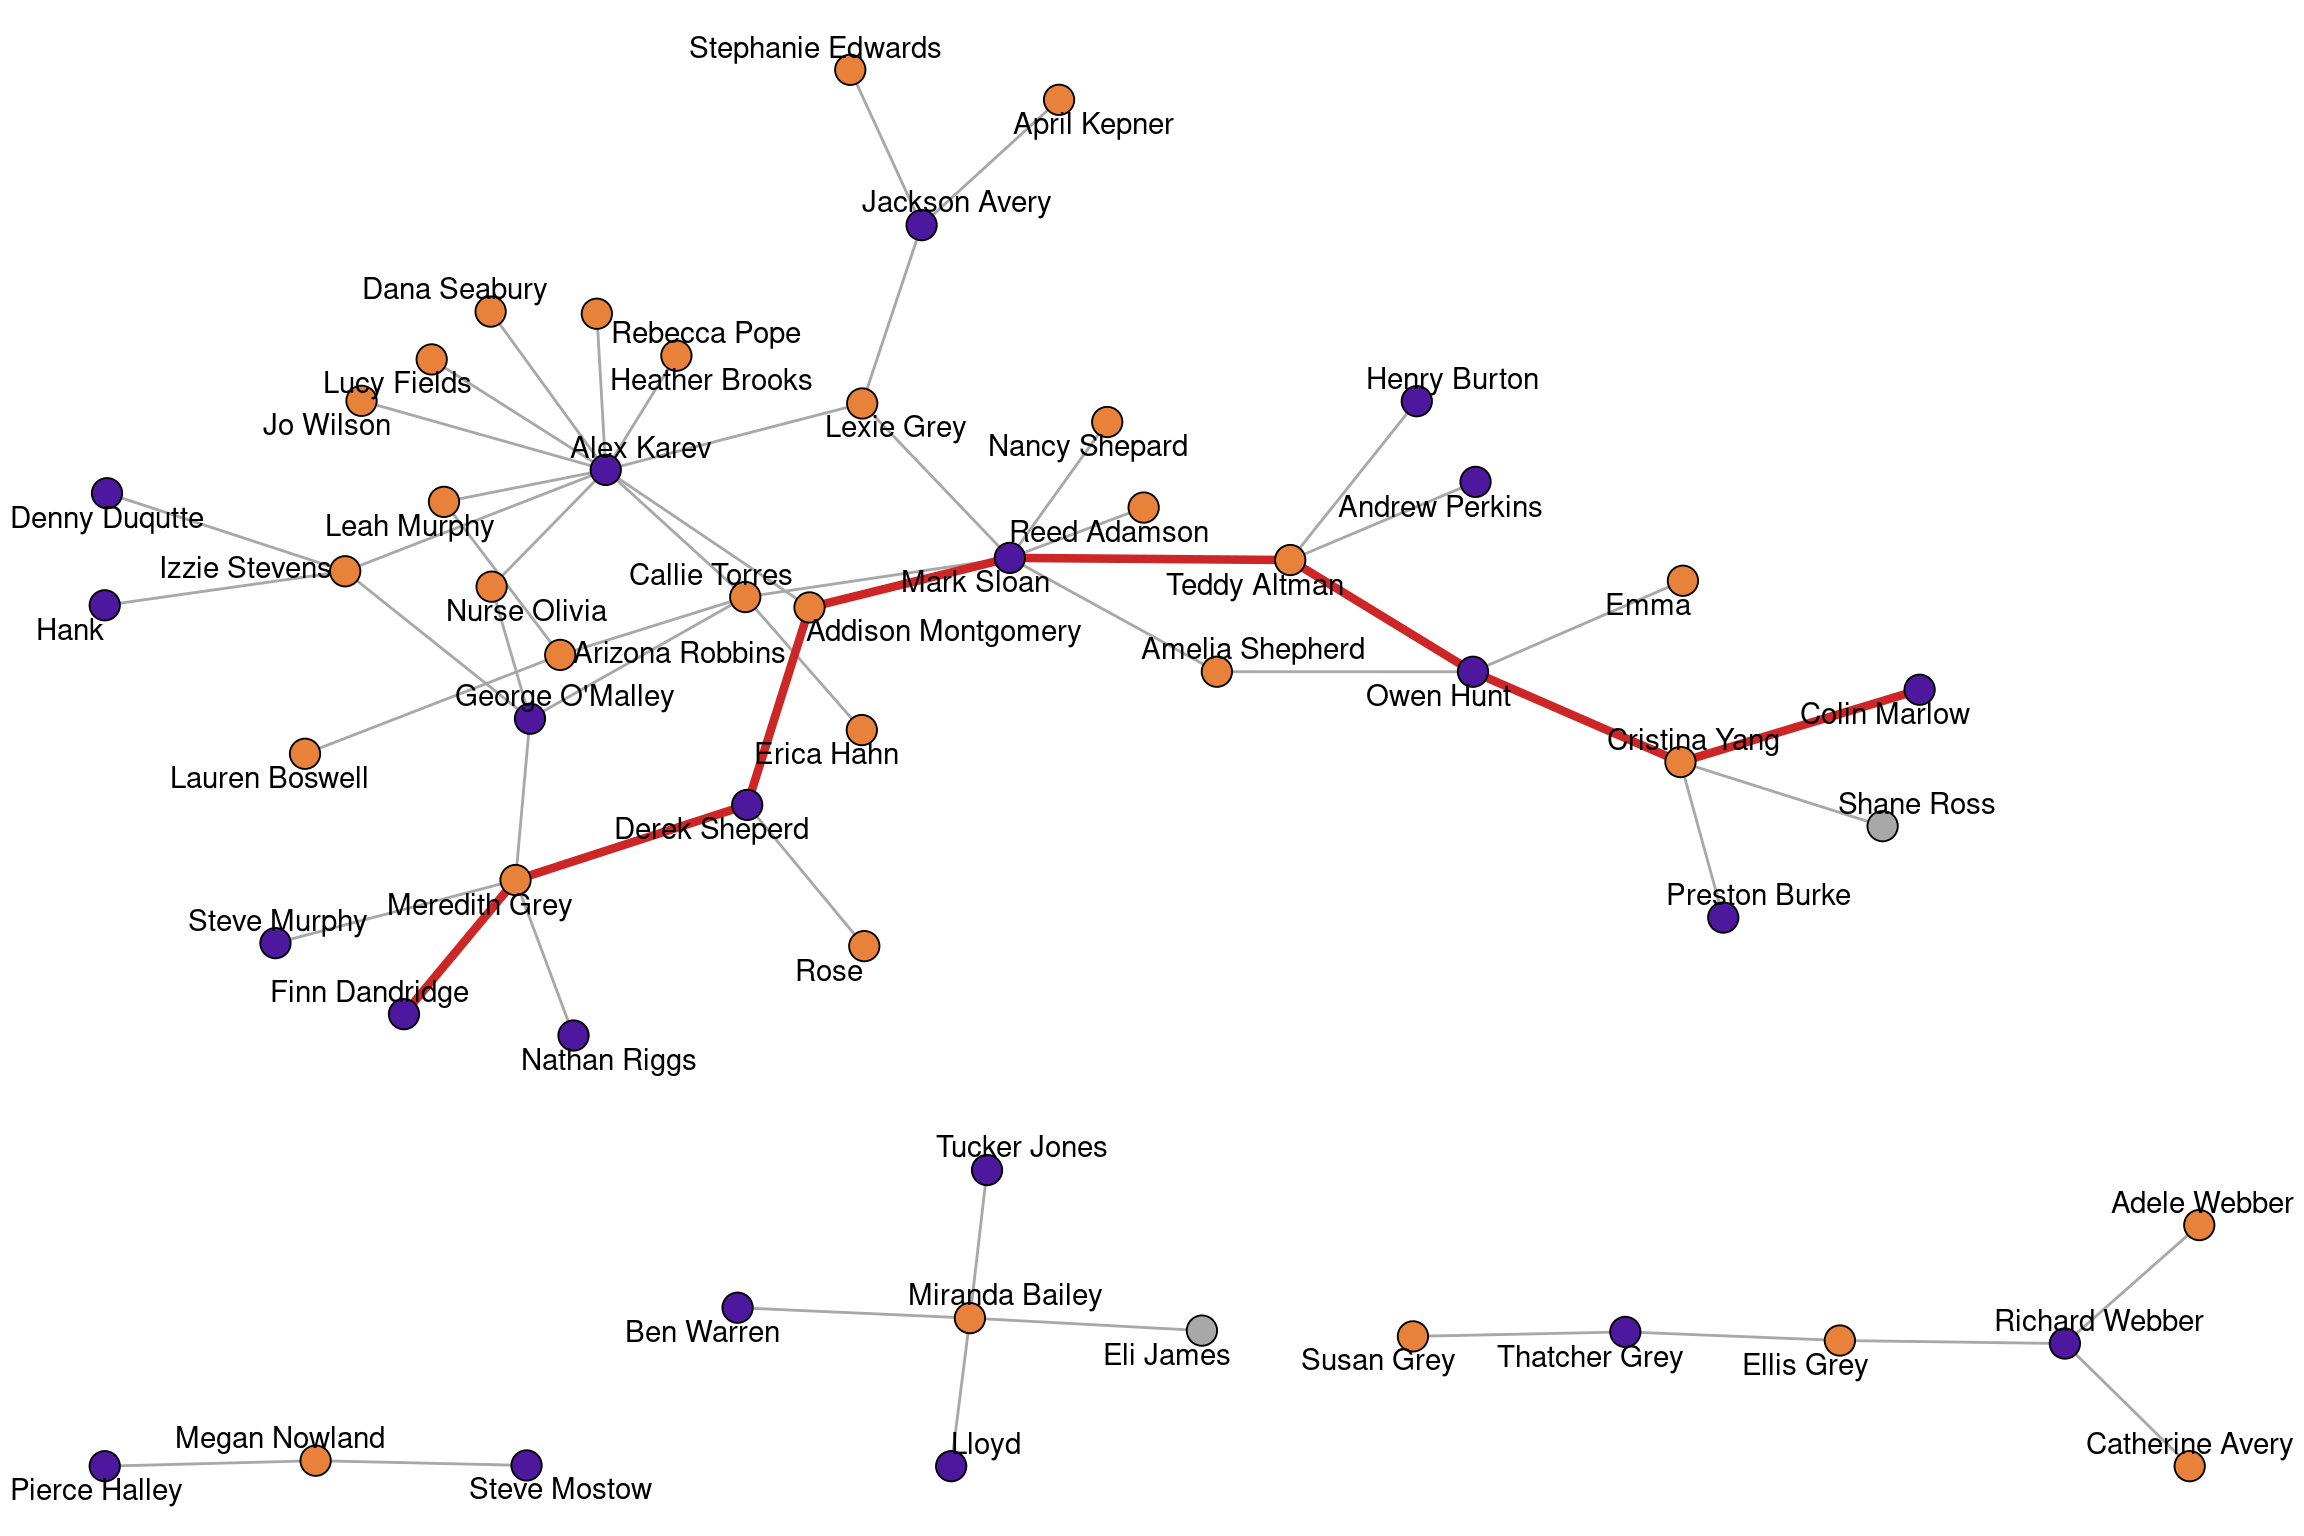 Stephanie Edwards
April Kepner
Jackson Avery
Dana Seabury
Rebecca Pope
Lucy Fields
Heather Brooks
Henry Burton
Jo Wilson
Lexie Grey
Alex Karev
Nancy Shepard
Denny Duqutte
Leah Murphy
Andrew Perkins
Reed Adamson
Izzie Stevens
Callie Torres
Mark Sloan
Teddy Altman
Nurse Olivia
Emma
Hank
Addison Montgomery
Arizona Robbins
Amelia Shepherd
George O'Malley
Owen Hunt
Colin Marlow
Cristina Yang
Erica Hahn
Lauren Boswell
Shane Ross
Derek Sheperd
Preston Burke
Meredith Grey
Steve Murphy
Rose
Finn Dandridge
Nathan Riggs
Tucker Jones
Adele Webber
Miranda Bailey
Richard Webber
Ben Warren
Eli James
Susan Grey
Thatcher Grey
Ellis Grey
Megan Nowland
Lloyd
Catherine Avery
Pierce Halley
Steve Mostow